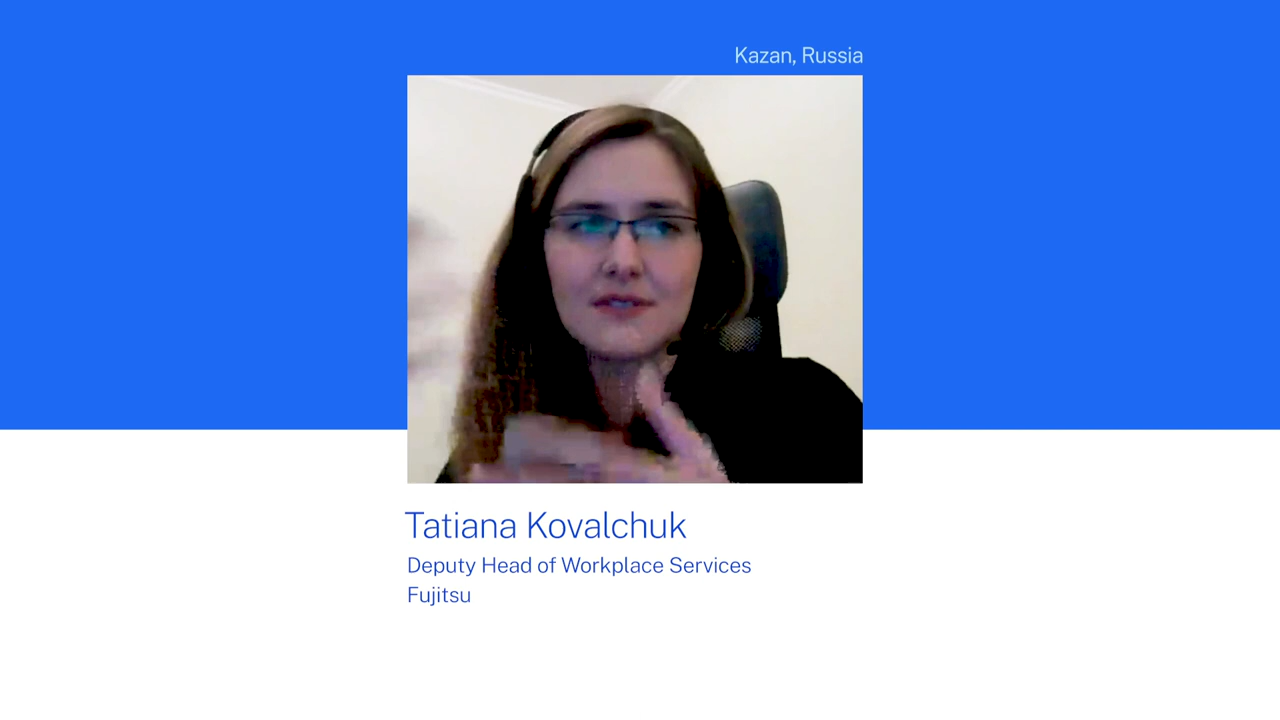 Kazan, Russia
Tatiana Kovalchuk
Deputy Head of Workplace Services
Fujitsu